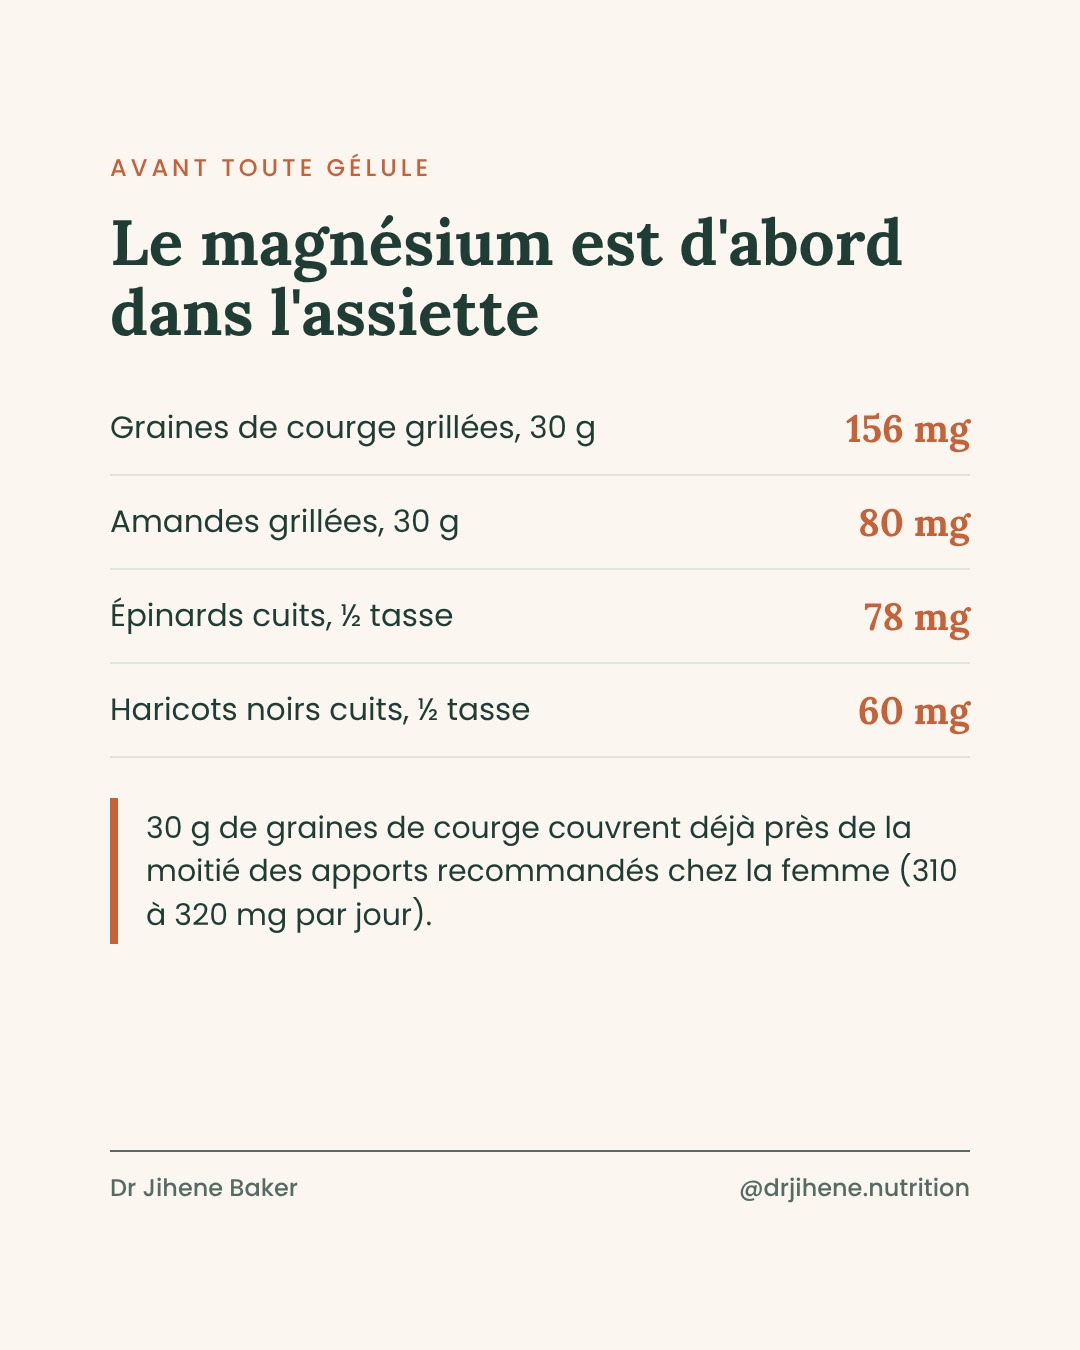 AVANT TOUTE GÉLULE
Le magnésium est d'abord
dans l'assiette
Graines de courge grillées, 30 g 156 mg
Amandes grillées, 30 g 80 mg
Épinards cuits, ½ tasse 78 mg
Haricots noirs cuits, ½ tasse 60 mg
30 g de graines de courge couvrent déjà près de la
moitié des apports recommandés chez la femme (310
à 320 mg par jour).
Dr Jihene Baker @drjihene.nutrition